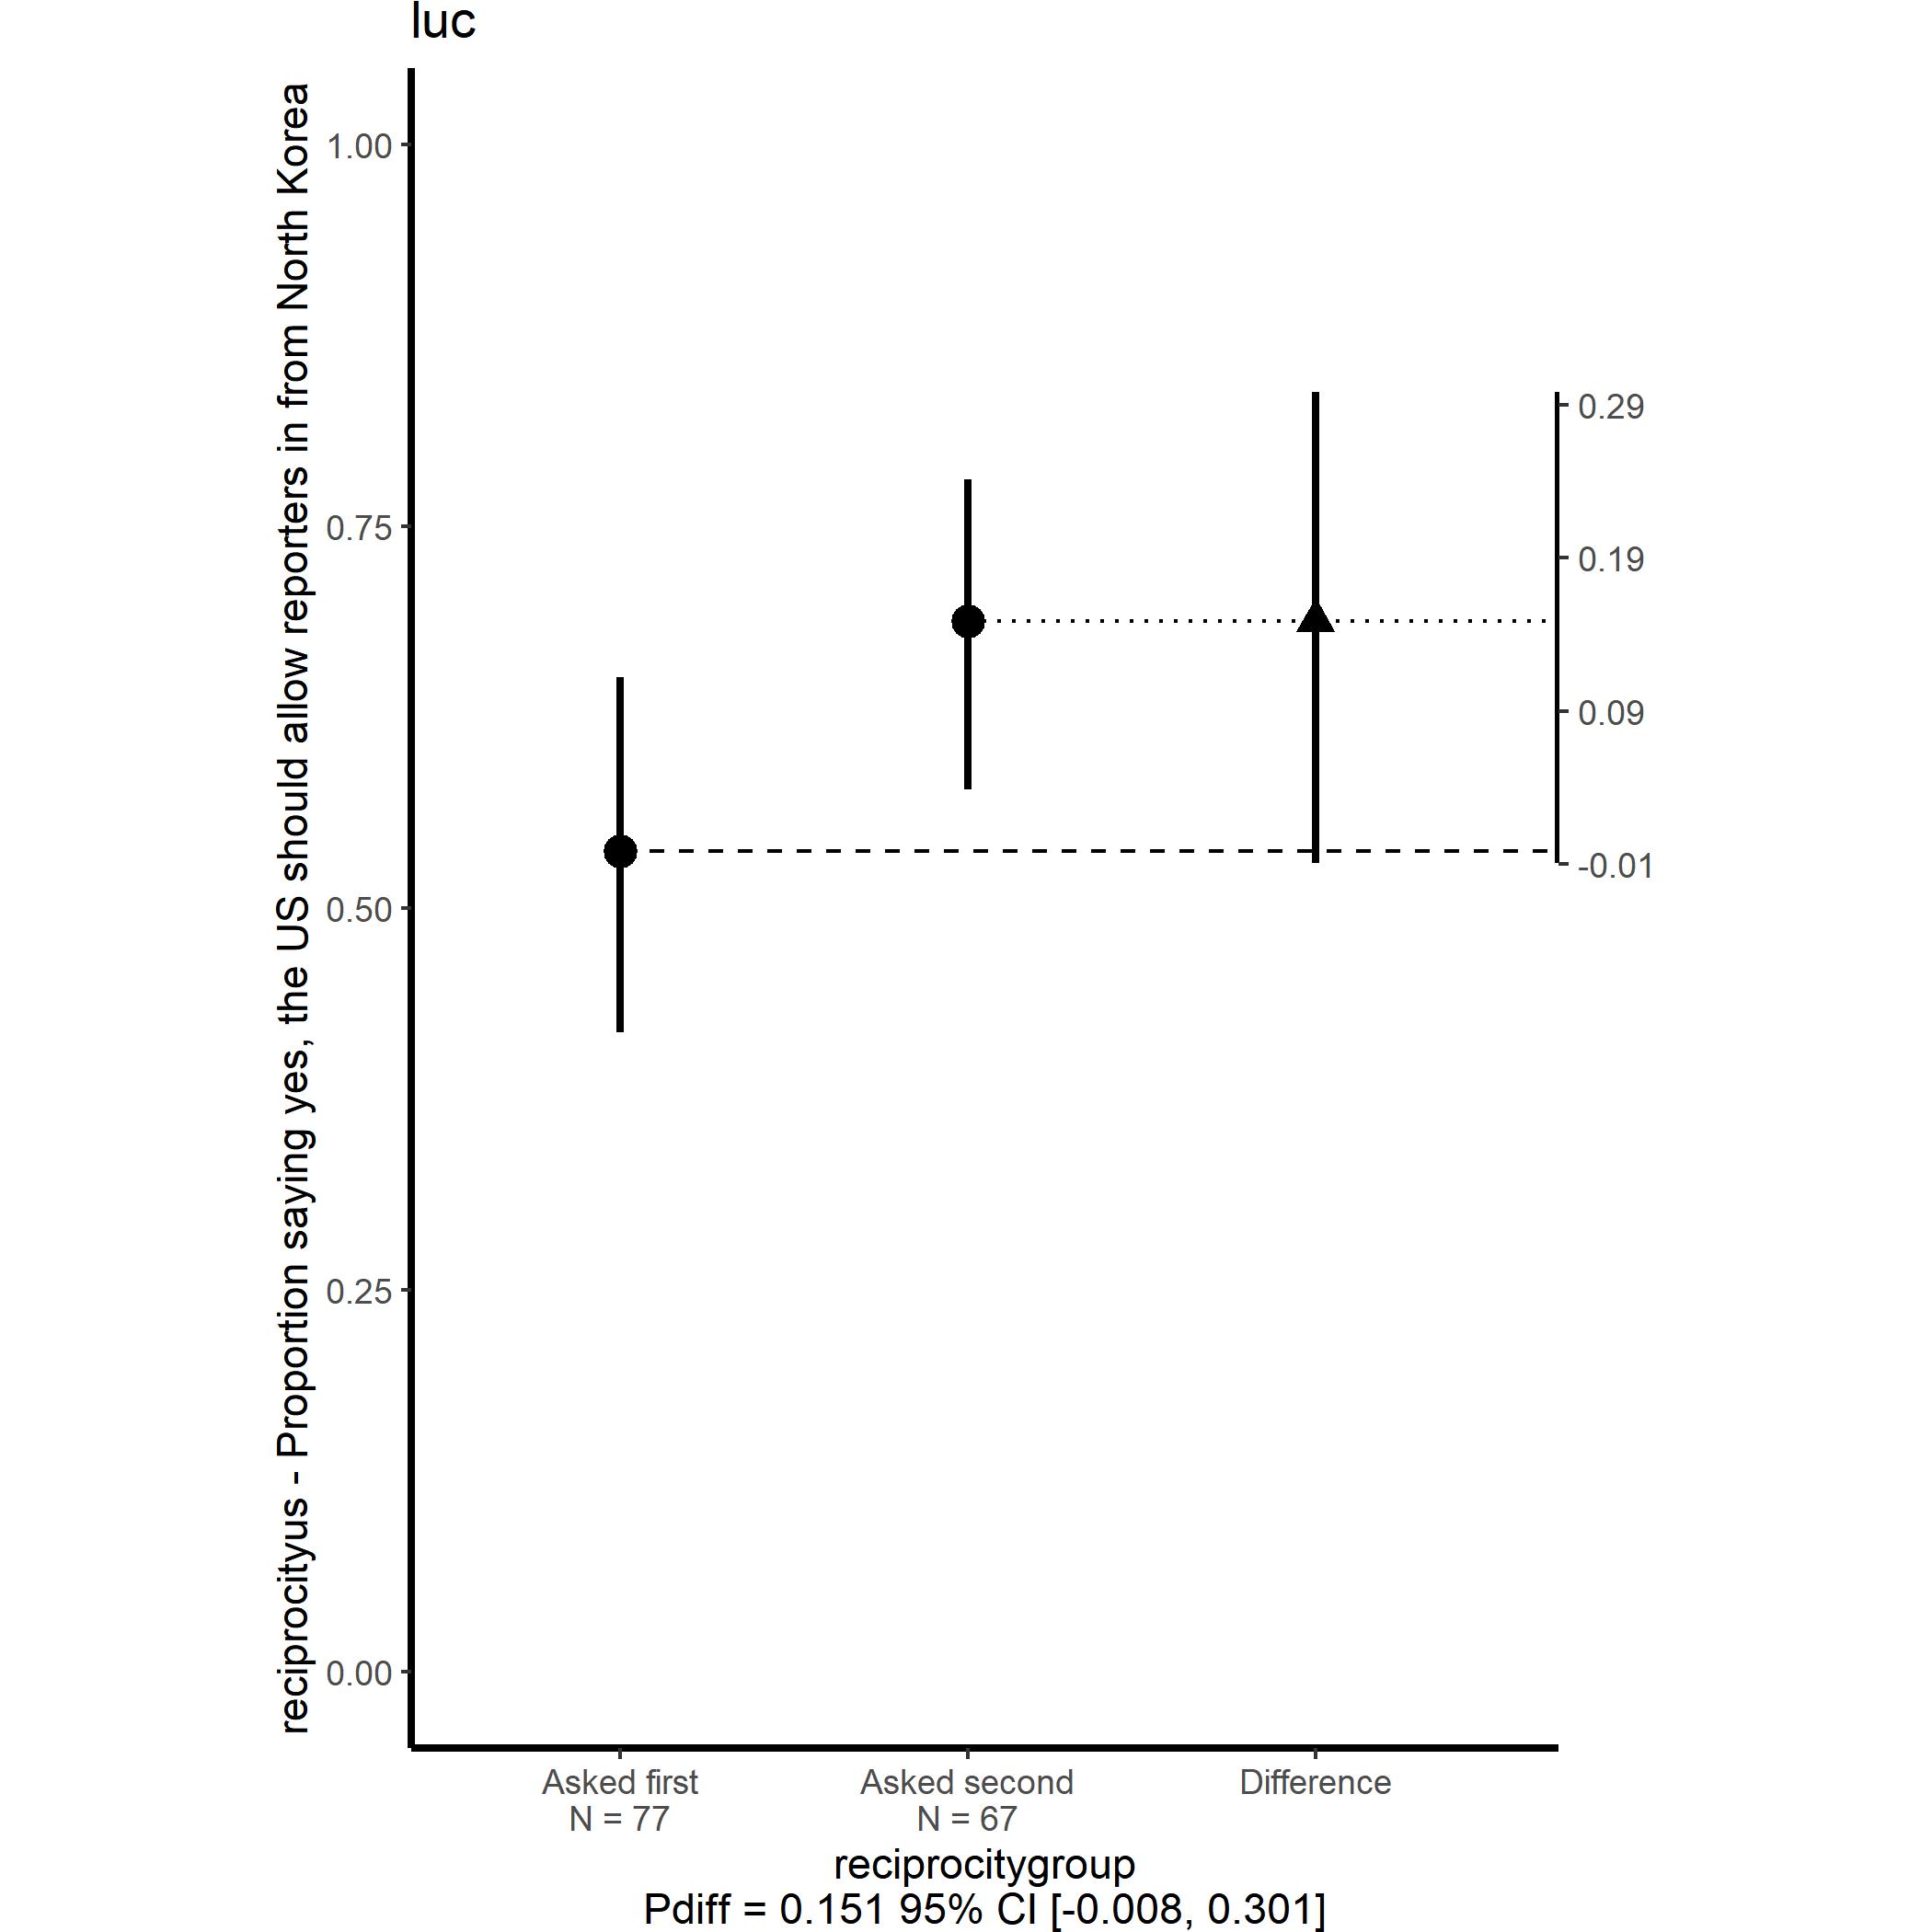 luc
reciprocityus - Proportion saying yes, the US should allow reporters in from North Korea
1.00
0.75
0.50
0.25
0.00
0.29
0.19
0.09
-0.01
Asked first
N = 77
Asked second
N = 67
Difference
reciprocitygroup
Pdiff = 0.151 95% CI [-0.008, 0.301]